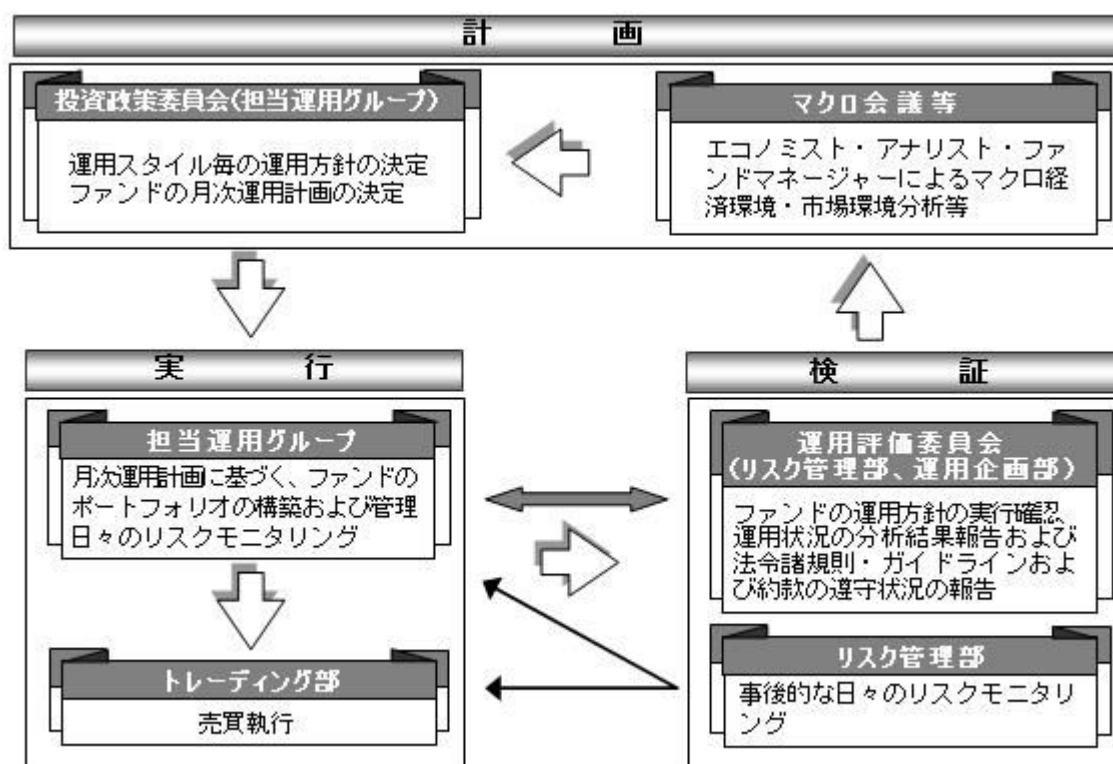 計画
投資政策委員会(担当運用グループ)
運用スタイル毎の運用方針の決定
ファンドの月次運用計画の決定
マクロ会議等
エコノミスト・アナリスト・ファ
ンドマネージャーによるマクロ経
済環境・市場環境分析等
実行
担当運用グループ
月次運用計画に基づく、ファンドの
ポートフォリオの構築および管理
日々のリスクモニタリング
トレーディング部
売買執行
検証
運用評価委員会
(リスク管理部、運用企画部)
ファンドの運用方針の実行確認、
運用状況の分析結果報告および
法令諸規則・ガイドラインおよ
び約款の遵守状況の報告
リスク管理部
事後的な日々のリスクモニタリ
ング